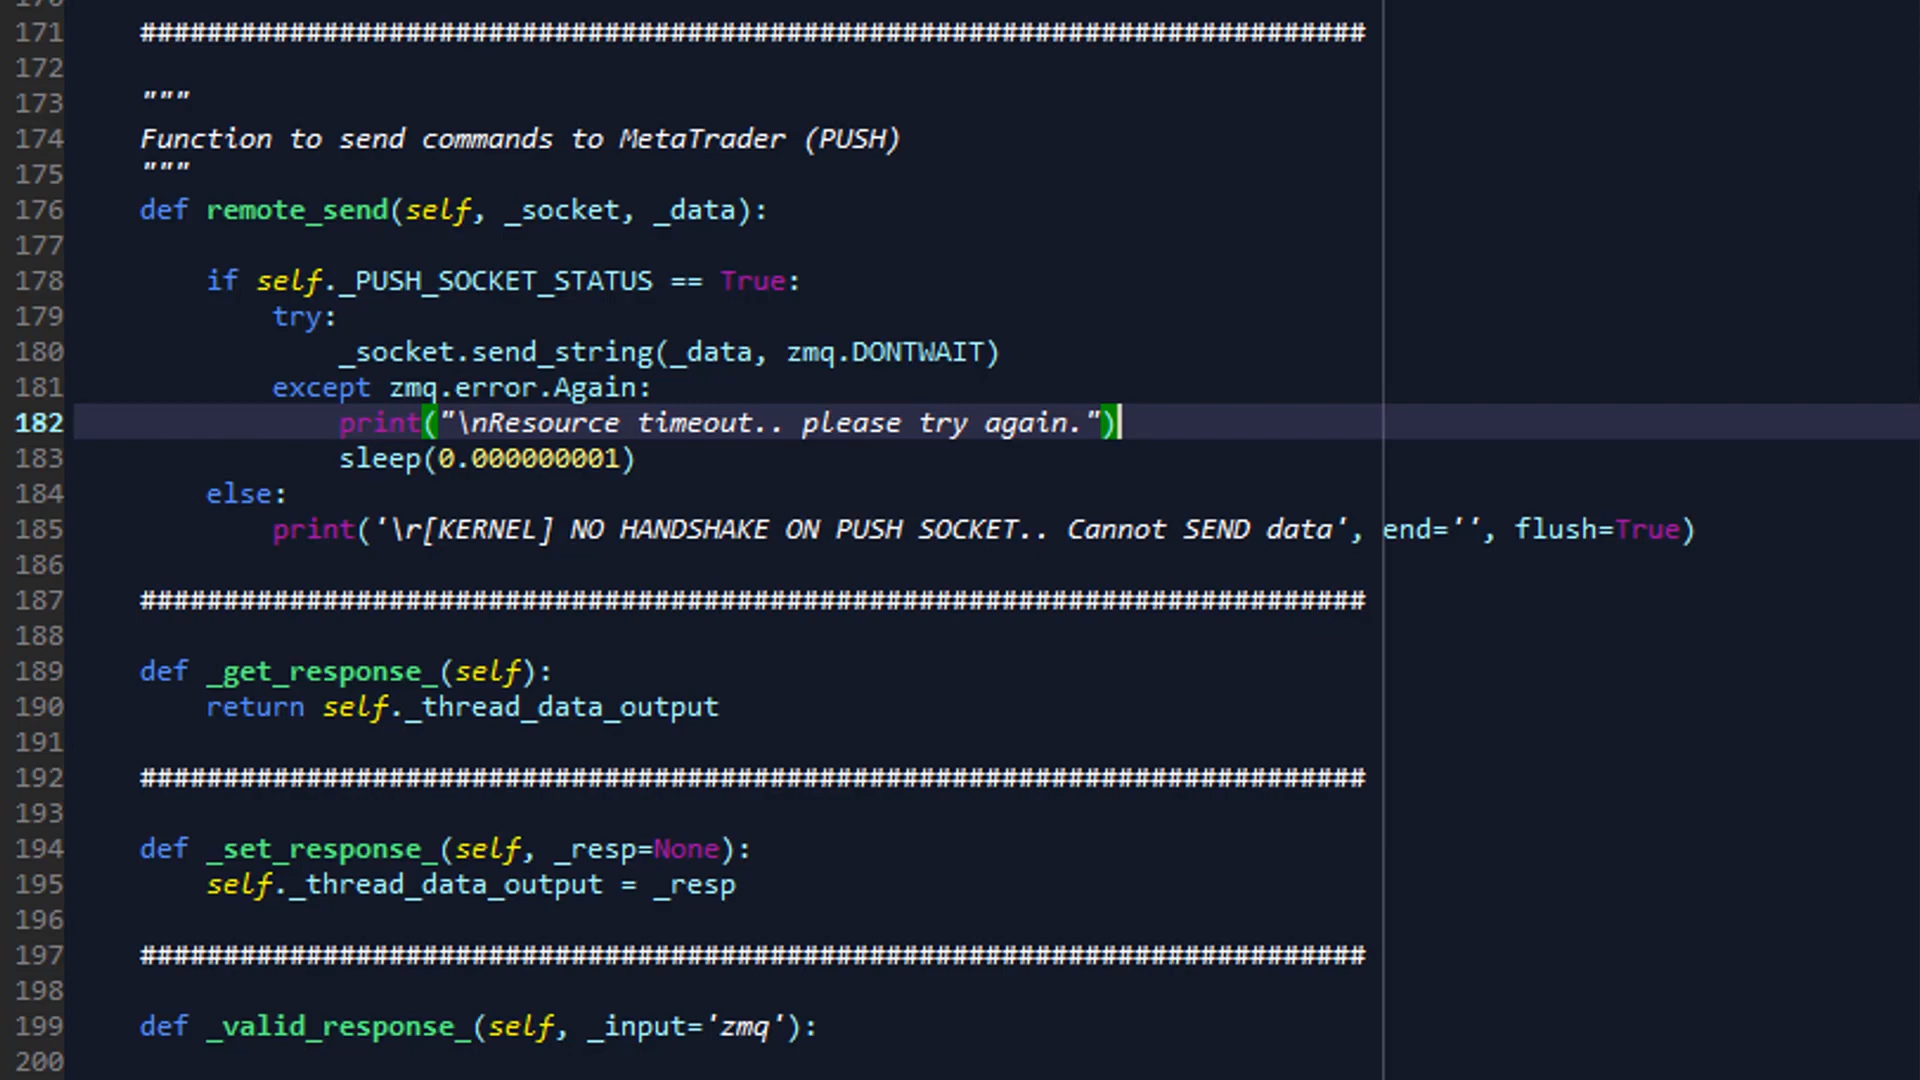 171 ##########################################################################
172
173 """
174 Function to send commands to MetaTrader (PUSH)
175 """
176 def remote_send(self, _socket, _data):
177
178 if self._PUSH_SOCKET_STATUS == True:
179 try:
180 _socket.send_string(_data, zmq.DONTWAIT)
181 except zmq.error.Again:
182 print("\nResource timeout.. please try again.")
183 sleep(0.000000001)
184 else:
185 print('\r[KERNEL] NO HANDSHAKE ON PUSH SOCKET.. Cannot SEND data', end='', flush=True)
186
187 ##########################################################################
188
189 def _get_response_(self):
190 return self._thread_data_output
191
192 ##########################################################################
193
194 def _set_response_(self, _resp=None):
195 self._thread_data_output = _resp
196
197 ##########################################################################
198
199 def _valid_response_(self, _input='zmq'):
200